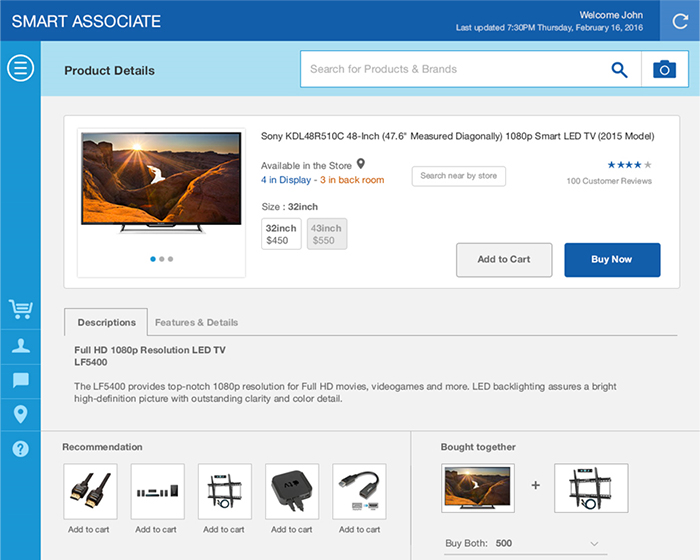 SMART ASSOCIATE
Welcome John
Last updated 7:30PM Thursday, February 16, 2016
Product Details
Search for Products & Brands
Sony KDL48R510C 48-Inch (47.6" Measured Diagonally) 1080p Smart LED TV (2015 Model)
Available in the Store
4 in Display - 3 in back room
Search near by store
100 Customer Reviews
Size : 32inch
32inch
$450
43inch
$550
Add to Cart
Buy Now
Descriptions
Features & Details
Full HD 1080p Resolution LED TV
LF5400
The LF5400 provides top-notch 1080p resolution for Full HD movies, videogames and more. LED backlighting assures a bright
high-definition picture with outstanding clarity and color detail.
Recommendation
Add to cart
Add to cart
Add to cart
Add to cart
Add to cart
Bought together
+
Buy Both: 500